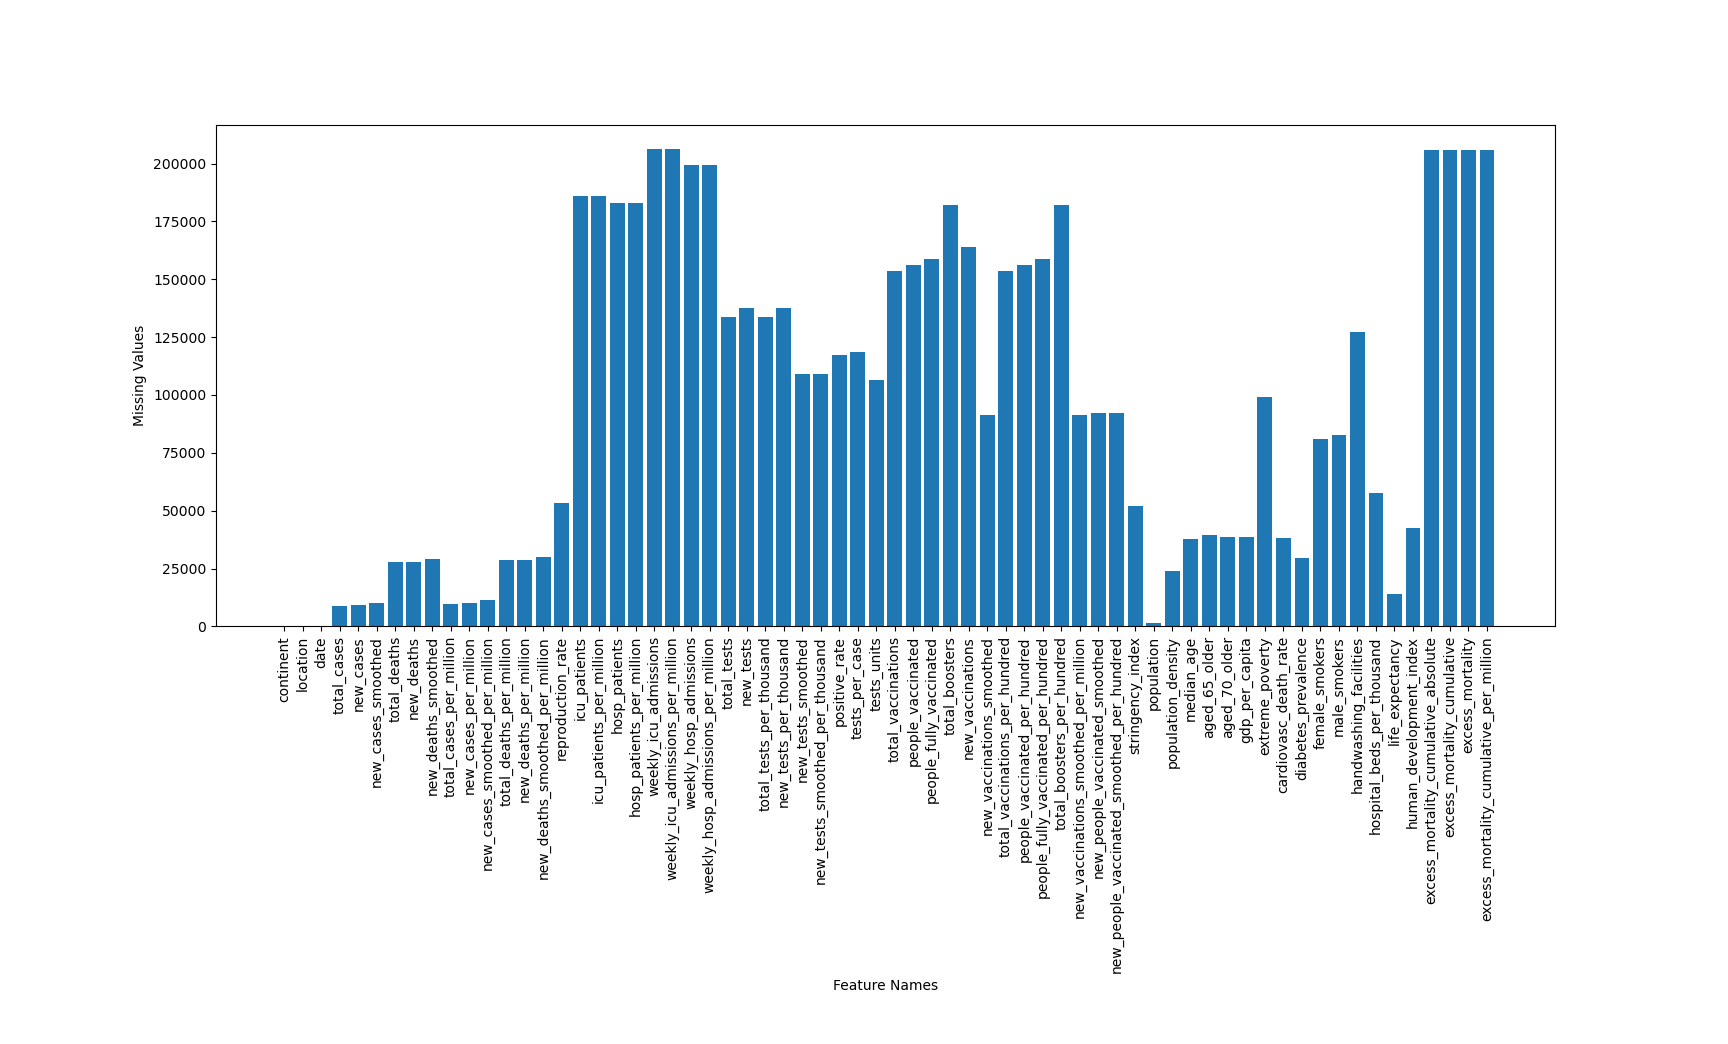 200000
175000
150000
125000
100000
75000
50000
25000
0
Missing Values
continent
location
date
total_cases
new_cases
new_cases_smoothed
total_deaths
new_deaths
new_deaths_smoothed
total_cases_per_million
new_cases_per_million
new_cases_smoothed_per_million
total_deaths_per_million
new_deaths_per_million
new_deaths_smoothed_per_million
reproduction_rate
icu_patients
icu_patients_per_million
hosp_patients
hosp_patients_per_million
weekly_icu_admissions
weekly_icu_admissions_per_million
weekly_hosp_admissions
weekly_hosp_admissions_per_million
total_tests
new_tests
total_tests_per_thousand
new_tests_per_thousand
new_tests_smoothed
new_tests_smoothed_per_thousand
positive_rate
tests_per_case
tests_units
total_vaccinations
people_vaccinated
people_fully_vaccinated
total_boosters
new_vaccinations
new_vaccinations_smoothed
total_vaccinations_per_hundred
people_vaccinated_per_hundred
people_fully_vaccinated_per_hundred
total_boosters_per_hundred
new_vaccinations_smoothed_per_million
new_people_vaccinated_smoothed
new_people_vaccinated_smoothed_per_hundred
stringency_index
population
population_density
median_age
aged_65_older
aged_70_older
gdp_per_capita
extreme_poverty
cardiovasc_death_rate
diabetes_prevalence
female_smokers
male_smokers
handwashing_facilities
hospital_beds_per_thousand
life_expectancy
human_development_index
excess_mortality_cumulative_absolute
excess_mortality_cumulative
excess_mortality
excess_mortality_cumulative_per_million
Feature Names